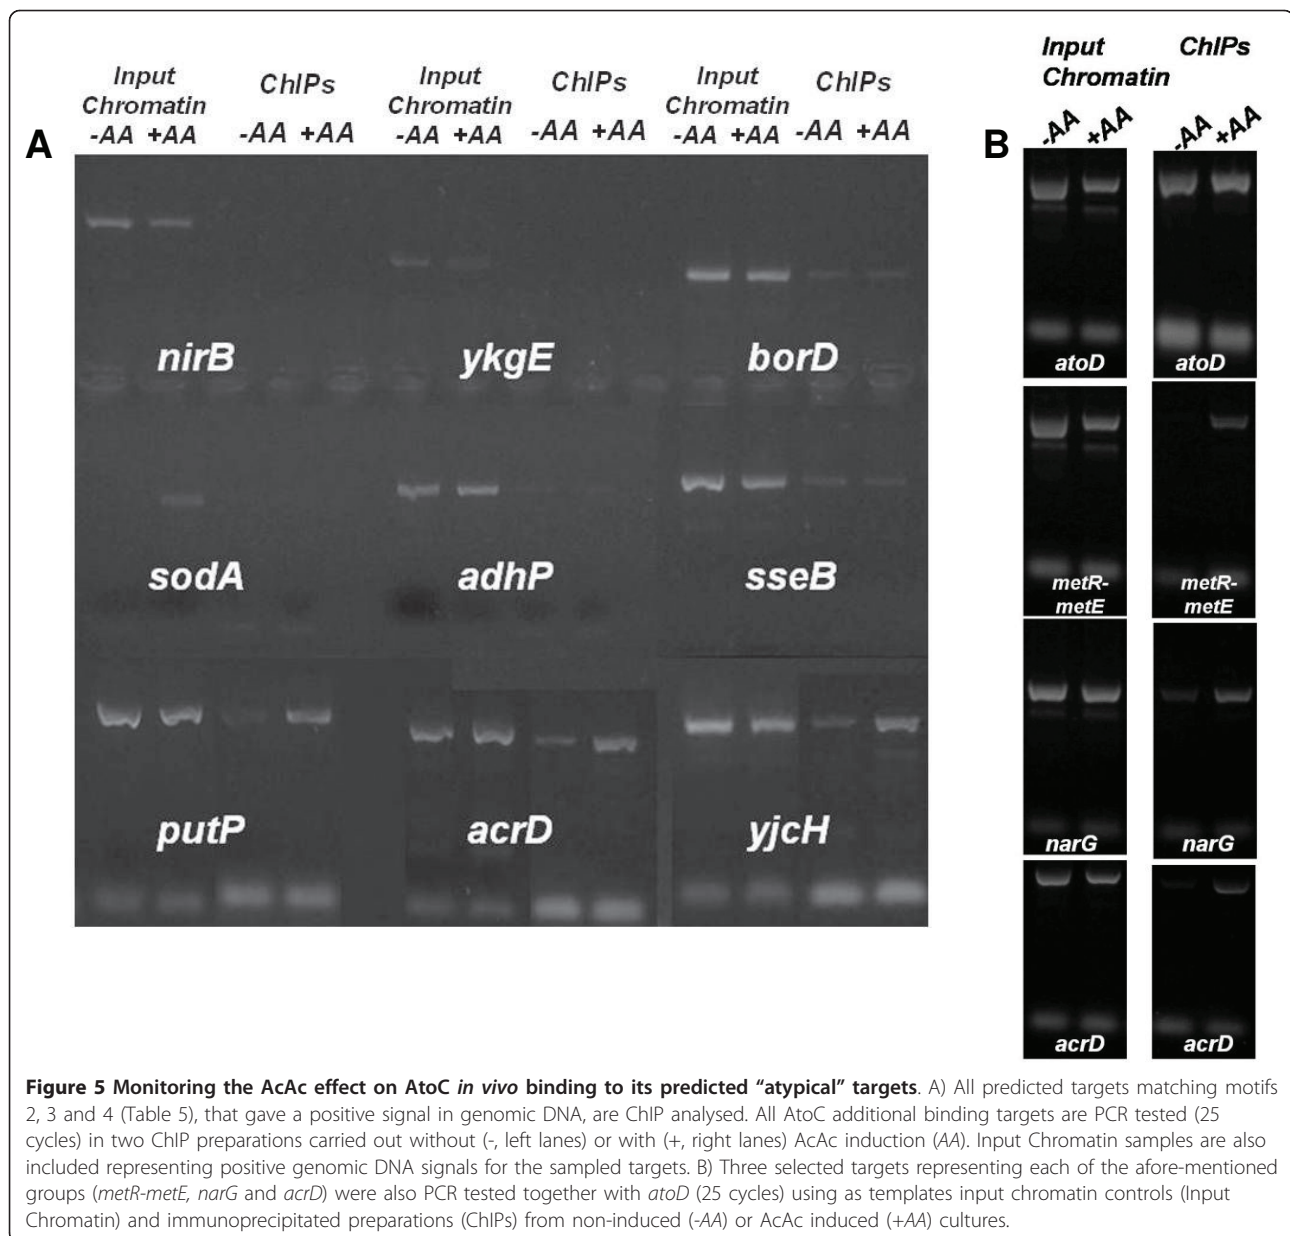 Input Chromatin
ChIPs
Input Chromatin
ChIPs
Input Chromatin
ChIPs
-AA +AA
-AA +AA
-AA +AA
-AA +AA
-AA +AA
-AA +AA
A
nirB
ykgE
borD
sodA
adhP
sseB
putP
acrD
yjcH
Input
Chromatin
ChIPs
-AA
+AA
-AA
+AA
B
atoD
atoD
metR-
metE
metR-
metE
narG
narG
acrD
acrD
Figure 5 Monitoring the AcAc effect on AtoC in vivo binding to its predicted “atypical” targets. A) All predicted targets matching motifs
2, 3 and 4 (Table 5), that gave a positive signal in genomic DNA, are ChIP analysed. All AtoC additional binding targets are PCR tested (25
cycles) in two ChIP preparations carried out without (-, left lanes) or with (+, right lanes) AcAc induction (AA). Input Chromatin samples are also
included representing positive genomic DNA signals for the sampled targets. B) Three selected targets representing each of the afore-mentioned
groups (metR-metE, narG and acrD) were also PCR tested together with atoD (25 cycles) using as templates input chromatin controls (Input
Chromatin) and immunoprecipitated preparations (ChIPs) from non-induced (-AA) or AcAc induced (+AA) cultures.